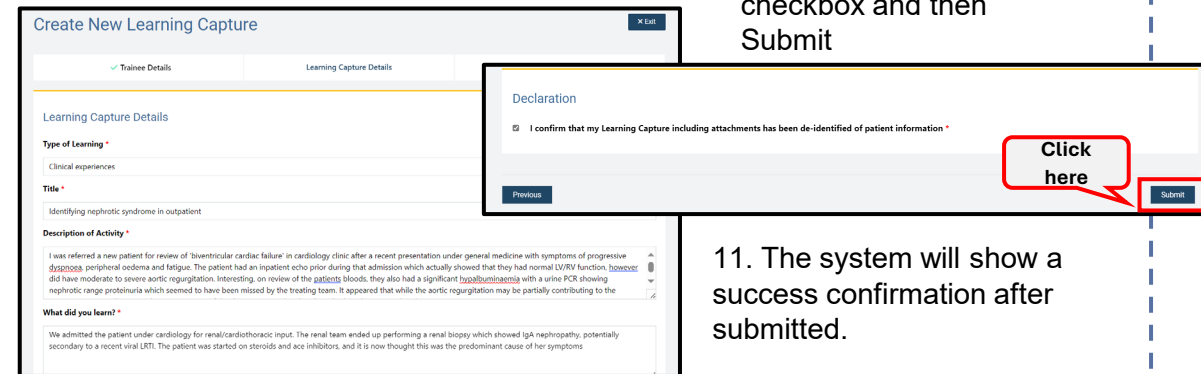 checkbox and then
Submit
Create New Learning Capture
× Exit
✓ Trainee Details
Learning Capture Details
Learning Capture Details
Type of Learning *
Clinical experiences
Title *
Identifying nephrotic syndrome in outpatient
Description of Activity *
I was referred a new patient for review of 'biventricular cardiac failure' in cardiology clinic after a recent presentation under general medicine with symptoms of progressive
dyspnoea, peripheral oedema and fatigue. The patient had an inpatient echo prior during that admission which actually showed that they had normal LV/RV function, however
did have moderate to severe aortic regurgitation. Interesting, on review of the patients bloods, they also had a significant hypalbuminaemia with a urine PCR showing
nephrotic range proteinuria which seemed to have been missed by the treating team. It appeared that while the aortic regurgitation may be partially contributing to the
What did you learn? *
We admitted the patient under cardiology for renal/cardiothoracic input. The renal team ended up performing a renal biopsy which showed IgA nephropathy, potentially
secondary to a recent viral LRTI. The patient was started on steroids and ace inhibitors, and it is now thought this was the predominant cause of her symptoms
Declaration
I confirm that my Learning Capture including attachments has been de-identified of patient information *
Click
here
Previous
Submit
11. The system will show a
success confirmation after
submitted.